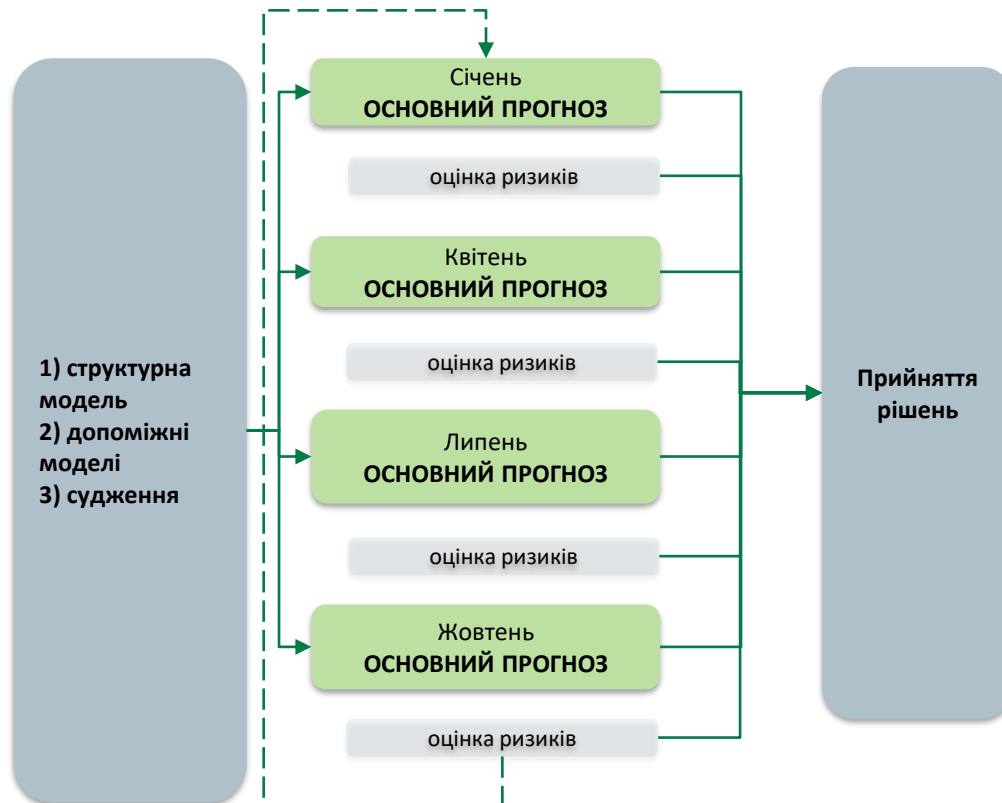 1) структурна
модель
2) допоміжні
моделі
3) судження
Січень
ОСНОВНИЙ ПРОГНОЗ
оцінка ризиків
Квітень
ОСНОВНИЙ ПРОГНОЗ
оцінка ризиків
Липень
ОСНОВНИЙ ПРОГНОЗ
оцінка ризиків
Жовтень
ОСНОВНИЙ ПРОГНОЗ
оцінка ризиків
Прийняття
рішень